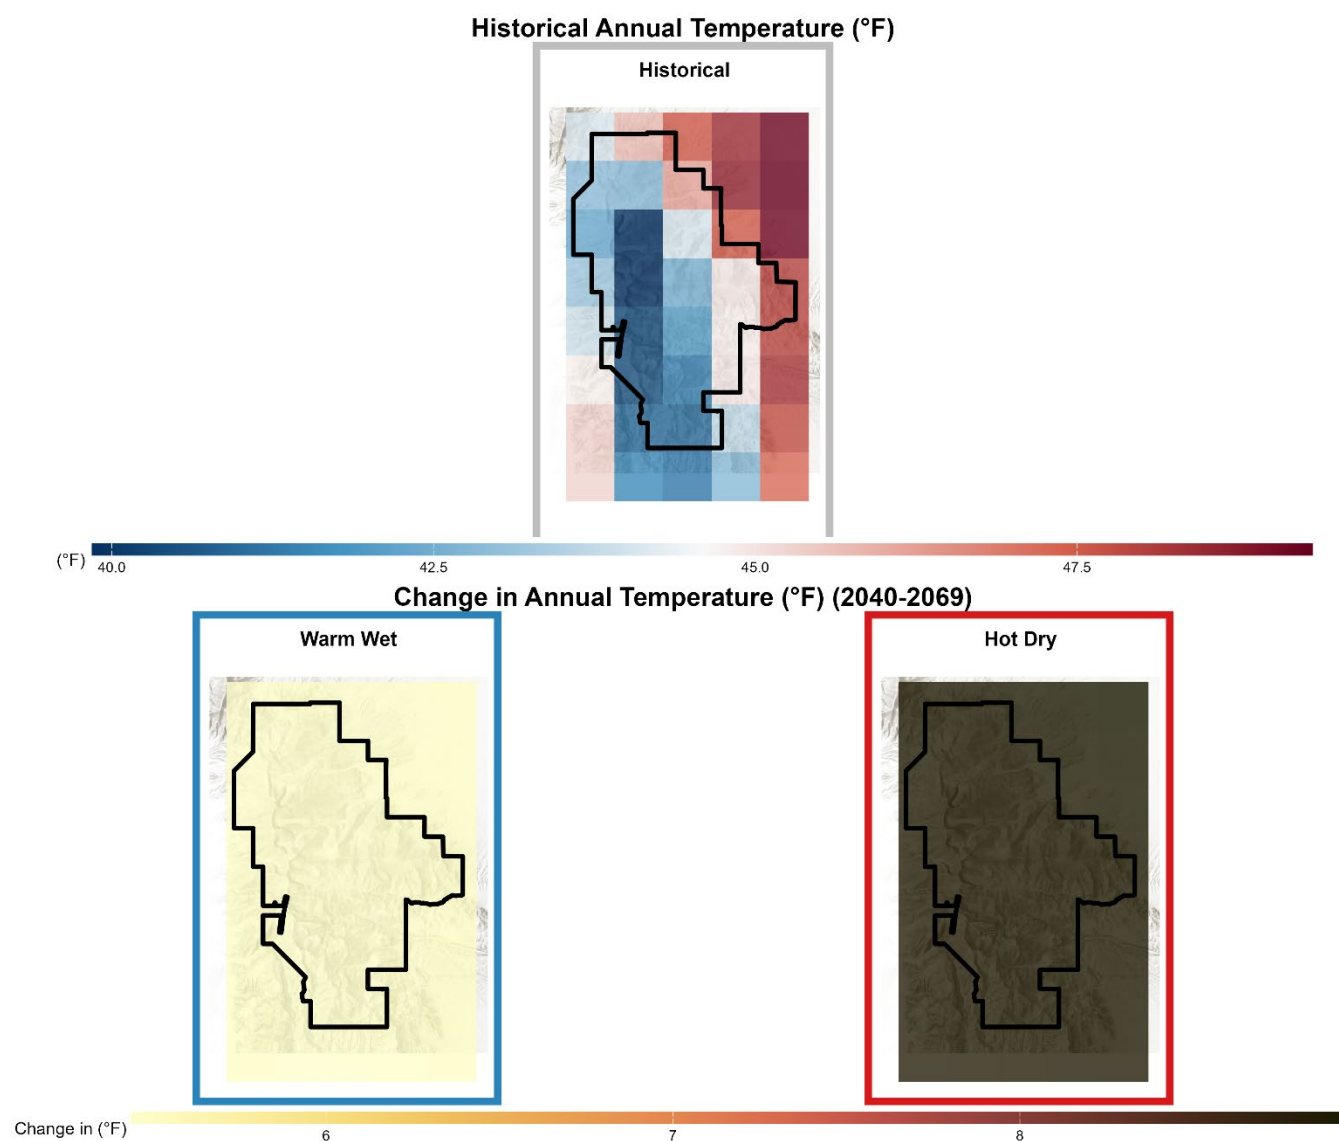 Historical Annual Temperature (°F)
Historical
(°F)
40.0 42.5 45.0 47.5
Change in Annual Temperature (°F) (2040-2069)
Warm Wet Hot Dry
Change in (°F)
6 7 8